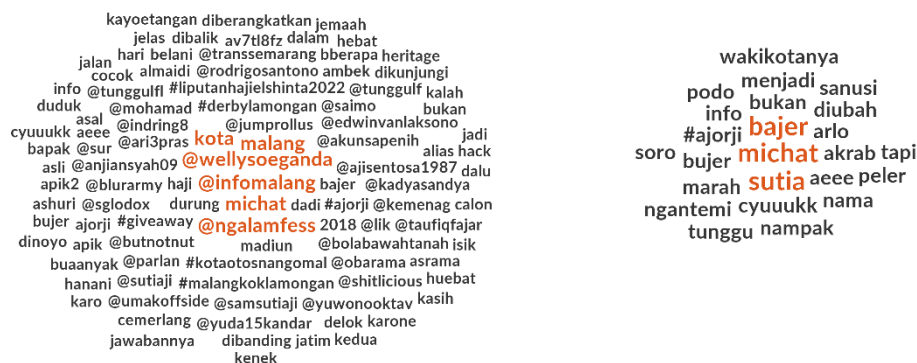 kayoetangan diberangkatkan jemaah
jelas dibalik av7tl8fz dalam hebat
hari belani @transsemarang bberapa heritage
jalan cocok almaidi @rodrigosantono ambek dikunjungi
info @tunggulfl #liputanhajielshinta2022 @tunggulf kalah
duduk @mohamad #derbylamongan @saimo bukan
asal @indring8 @jumprollus @edwinvanlaksono
cyuuukk aeee @ari3pras kota malang @akunsapenih jadi
bapak @sur @wellysoeganda alias hack
asli @anjiansyah09 @ajisentosa1987 dalu
apik2 @blurarmy haji @infomalang bajer @kadyasandya
ashuri @sglodox durung michat dadi #ajorji @kemenag calon
bujer ajorji #giveaway @ngalamfess 2018 @lik @taufiqfajar
dinoyo apik @butnotnut madiun @bolabawahtanah isik
buaanyak @parlan #kotaotosnangomal @obarama asrama
hanani @sutiaji #malangkoklamongan @shitlicious huebat
karo @umakoffside @samsutiaji @yuwonooktav kasih
cemerlang @yuda15kandar delok karone
jawabannya dibanding jatim kedua
kenek
wakikotanya
podo menjadi sanusi
info bukan diubah
#ajorji bajer arlo
soro bujer michat akrab tapi
marah sutia aeee peler
ngantemi cyuuukk nama
tunggu nampak